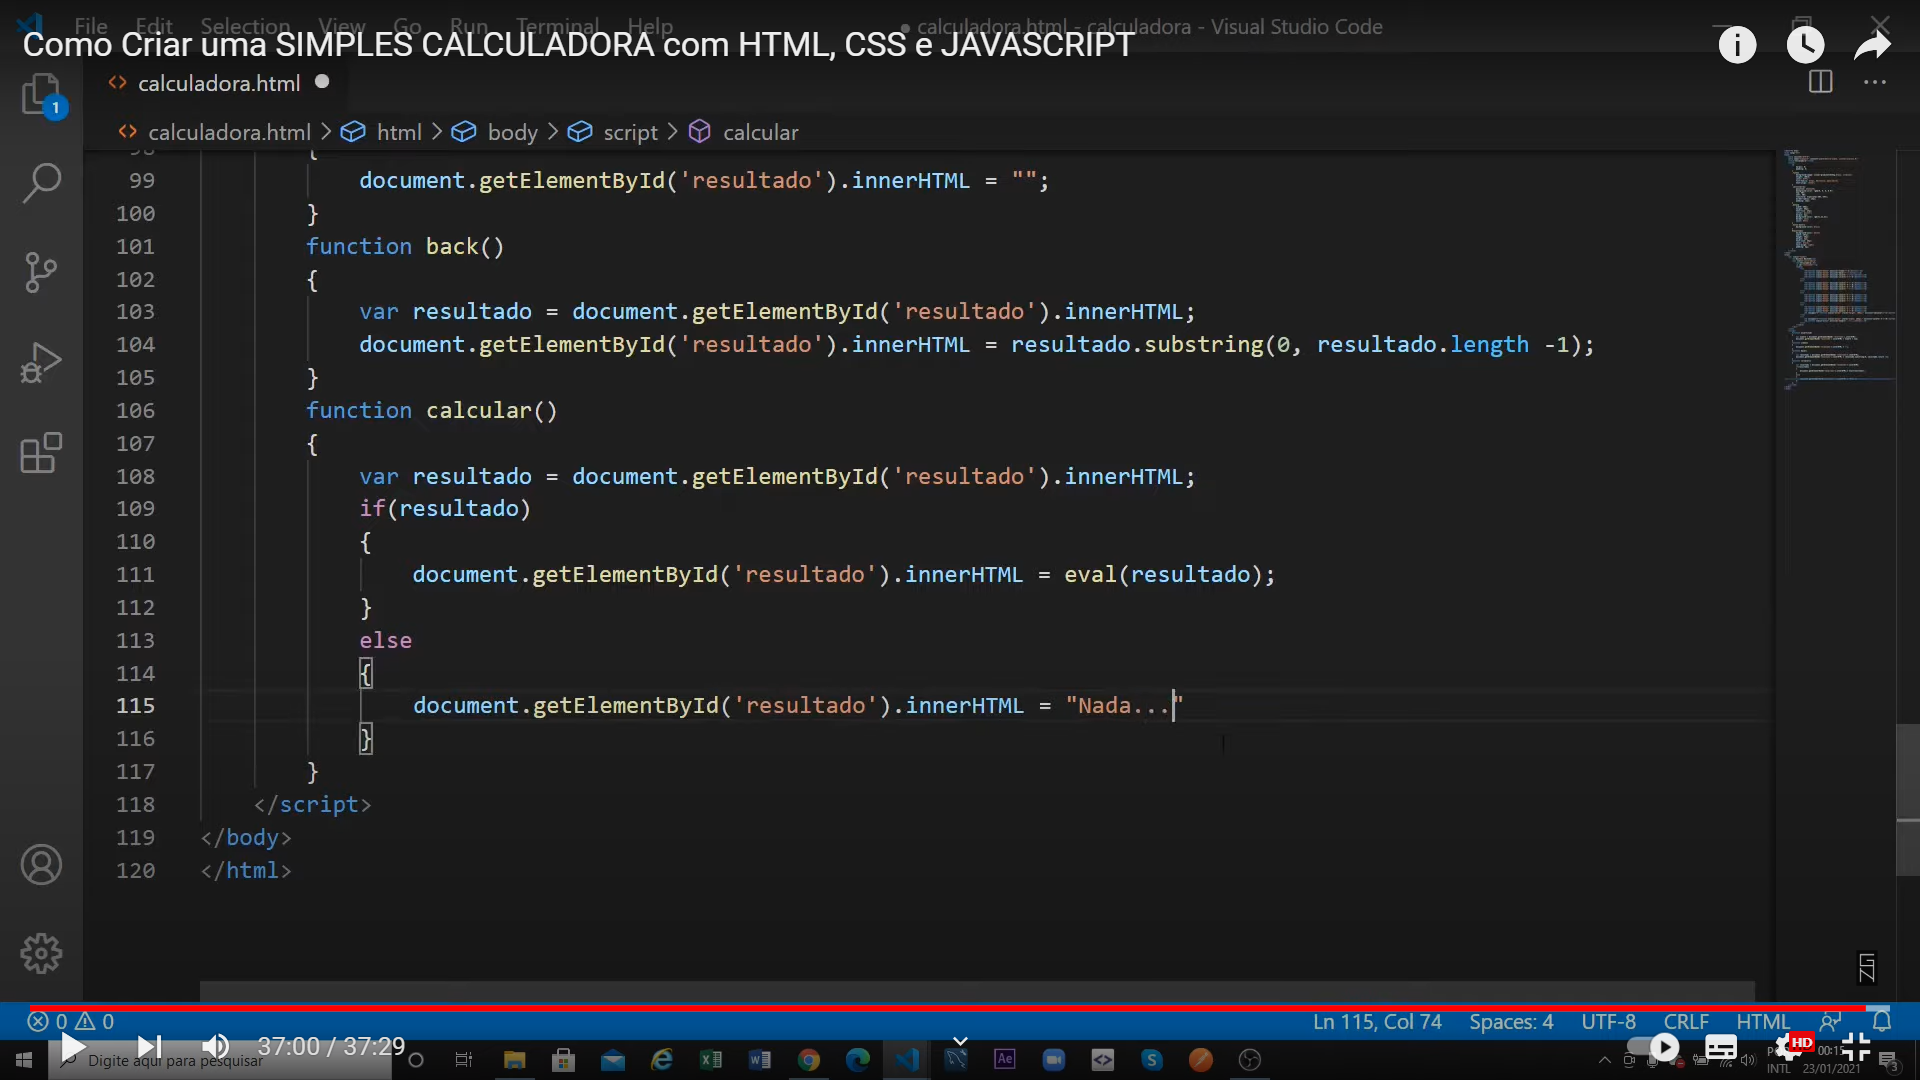 File Edit Selection View Go Run Terminal Help
calculadora.html - calculadora - Visual Studio Code
Como Criar uma SIMPLES CALCULADORA com HTML, CSS e JAVASCRIPT
calculadora.html
1
calculadora.html > html > body > script > calcular
{
99 document.getElementById('resultado').innerHTML = "";
100 }
101 function back()
102 {
103 var resultado = document.getElementById('resultado').innerHTML;
104 document.getElementById('resultado').innerHTML = resultado.substring(0, resultado.length -1);
105 }
106 function calcular()
107 {
108 var resultado = document.getElementById('resultado').innerHTML;
109 if(resultado)
110 {
111 document.getElementById('resultado').innerHTML = eval(resultado);
112 }
113 else
114 {
115 document.getElementById('resultado').innerHTML = "Nada..."
116 }
117 }
118 </script>
119 </body>
120 </html>
0 0 Ln 115, Col 74 Spaces: 4 UTF-8 CRLF HTML
37:00 / 37:29
HD
Digite aqui para pesquisar
Ae
00:15
INTL 23/01/2021
3